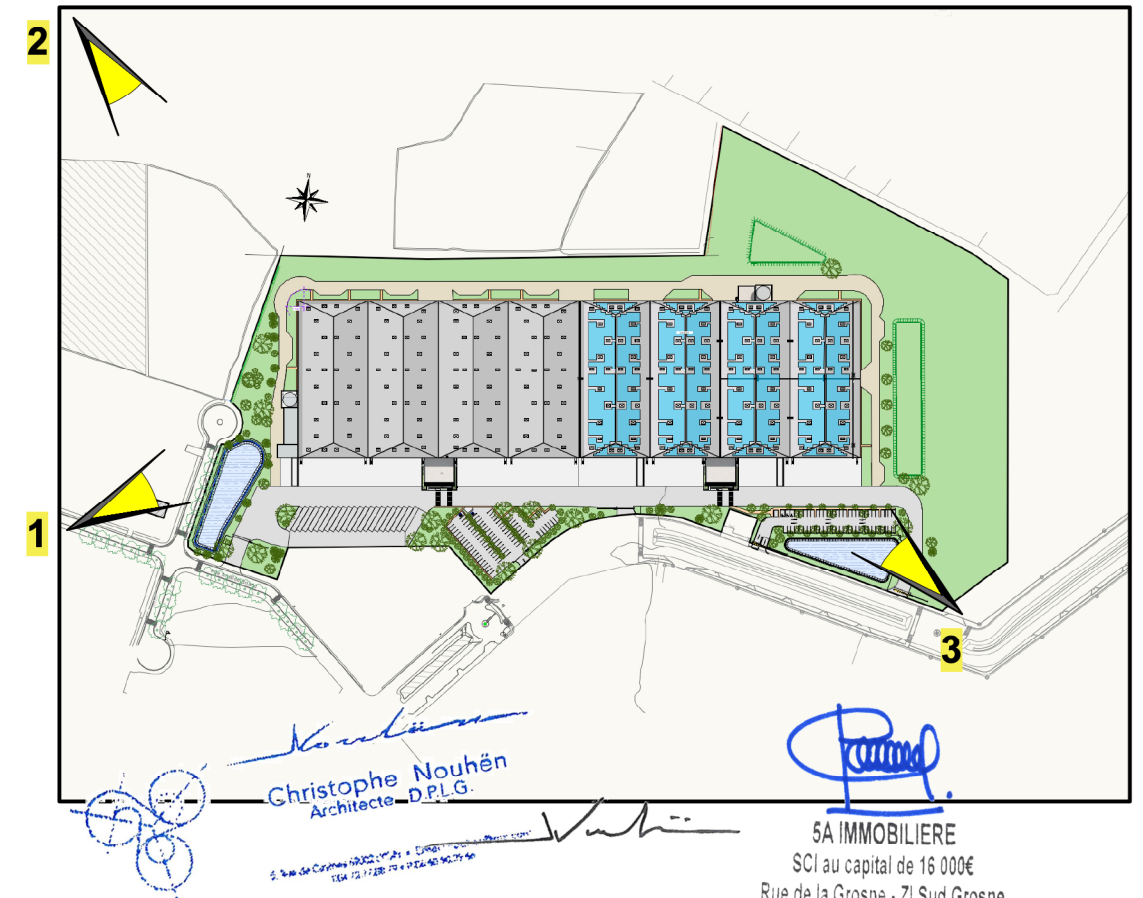 2
N
1
3
Christophe Nouhën
Architecte D.P.L.G.
5A IMMOBILIERE
SCI au capital de 16 000€
Rue de la Grosne - ZI Sud Grosne